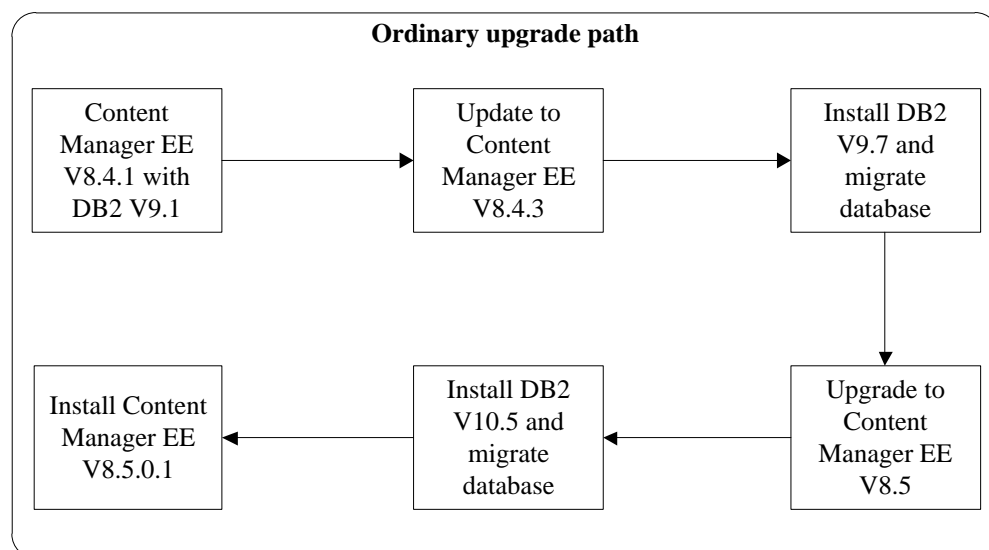 Ordinary upgrade path
Content
Manager EE
V8.4.1 with
DB2 V9.1
Update to
Content
Manager EE
V8.4.3
Install DB2
V9.7 and
migrate
database
Upgrade to
Content
Manager EE
V8.5
Install DB2
V10.5 and
migrate
database
Install Content
Manager EE
V8.5.0.1